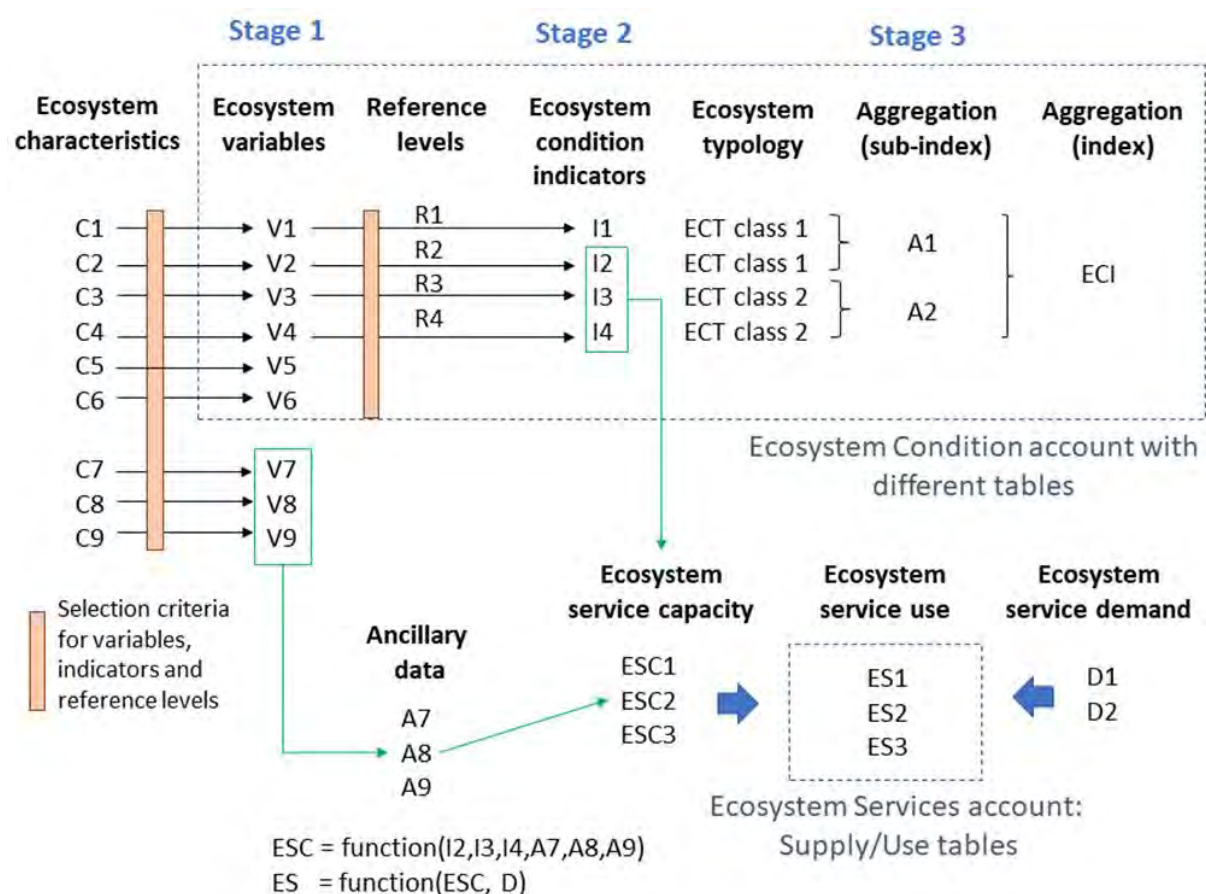 Stage 1
Stage 2
Stage 3
Ecosystem
characteristics
Ecosystem
variables
Reference
levels
Ecosystem
condition
indicators
Ecosystem
typology
Aggregation
(sub-index)
Aggregation
(index)
C1
V1
R1
I1
ECT class 1
A1
C2
V2
R2
I2
ECT class 1
C3
V3
R3
I3
ECT class 2
A2
C4
V4
R4
I4
ECT class 2
ECI
C5
V5
C6
V6
Ecosystem Condition account with
different tables
C7
V7
C8
V8
C9
V9
Selection criteria
for variables,
indicators and
reference levels
Ancillary
data
A7
A8
A9
Ecosystem
service capacity
ESC1
ESC2
ESC3
Ecosystem
service use
ES1
ES2
ES3
Ecosystem
service demand
D1
D2
Ecosystem Services account:
Supply/Use tables
ESC = function(I2,I3,I4,A7,A8,A9)
ES = function(ESC, D)